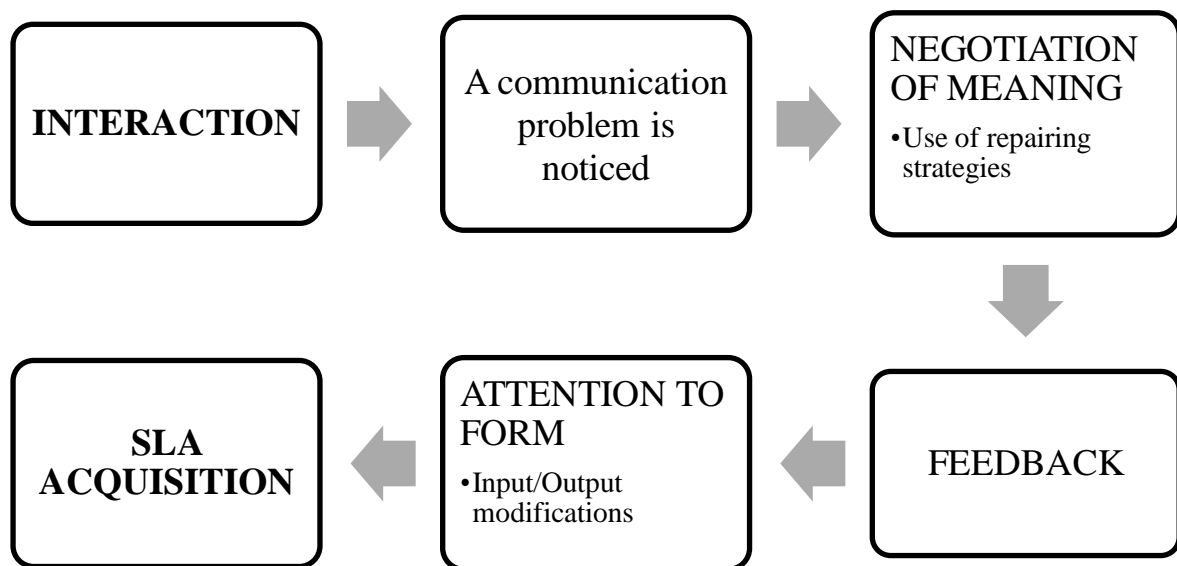 INTERACTION
A communication
problem is
noticed
NEGOTIATION
OF MEANING
•Use of repairing
strategies
FEEDBACK
ATTENTION TO
FORM
•Input/Output
modifications
SLA
ACQUISITION